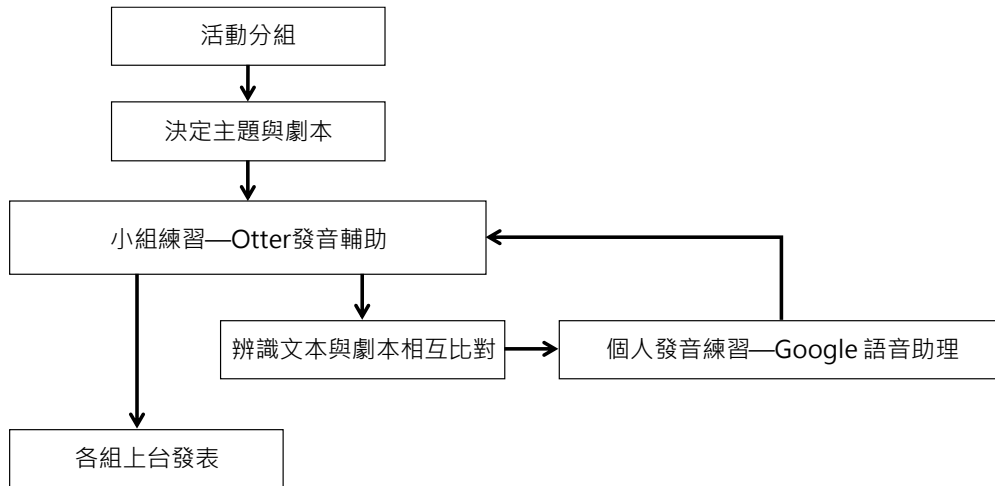 活動分組
決定主題與劇本
小組練習—Otter發音輔助
辨識文本與劇本相互比對
個人發音練習—Google 語音助理
各組上台發表